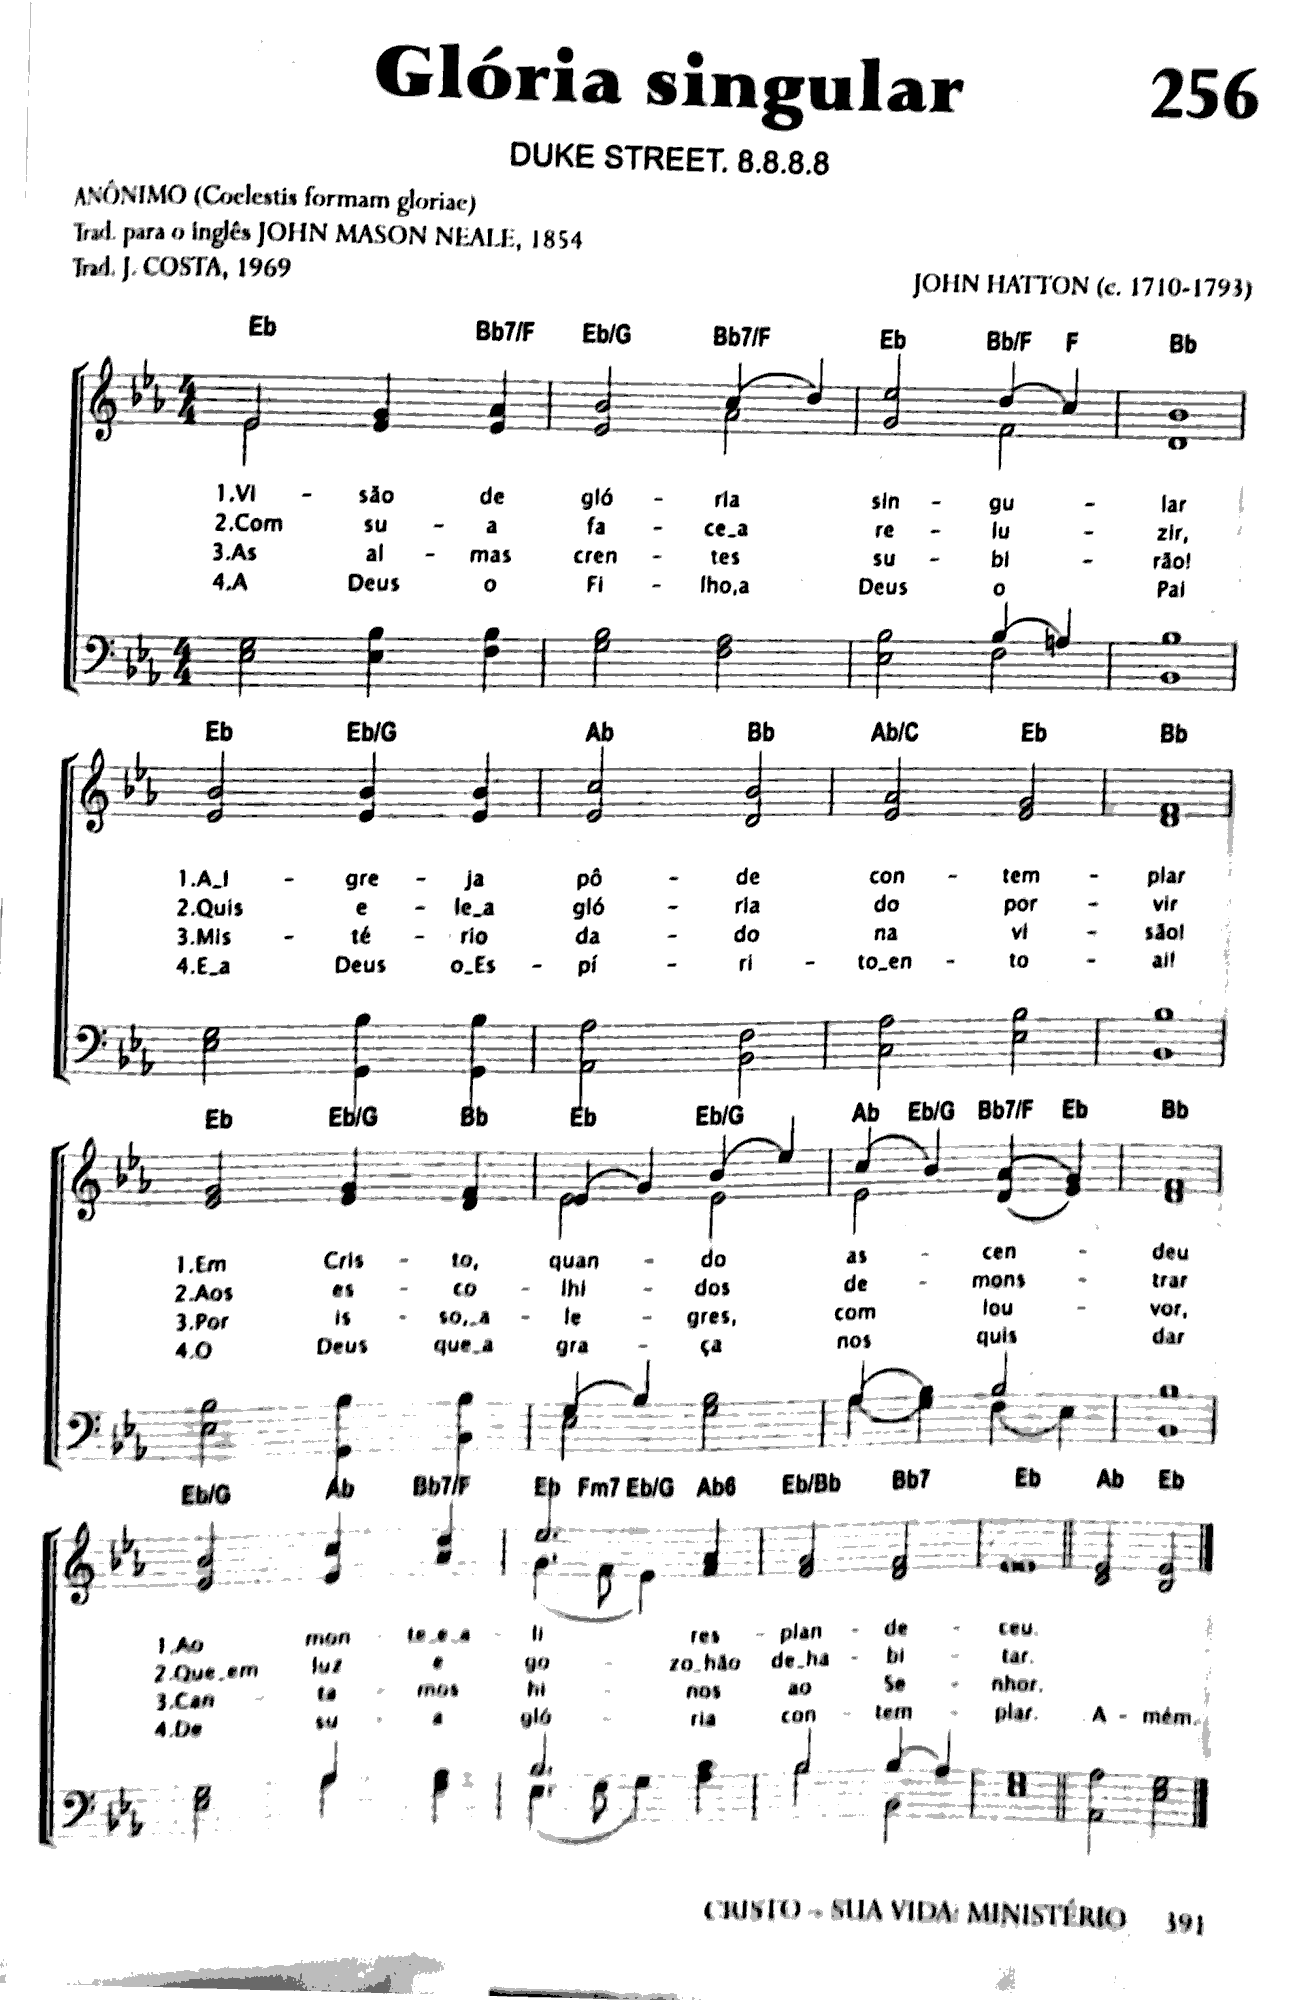 Glória singular 256
DUKE STREET. 8.8.8.8
ANÔNIMO (Coelestis formam gloriae)
Trad. para o inglês JOHN MASON NEALE, 1854
Trad. J. COSTA, 1969
JOHN HATTON (c. 1710-1793)
Eb Bb7/F Eb/G Bb7/F Eb Bb/F F Bb
4
4
1.Vi - são de gló - ria sin - gu - lar
2.Com su - a fa - ce_a re - lu - zir,
3.As al - mas cren - tes su - bi - rão!
4.A Deus o Fi - lho,a Deus o Pai
4
4
Eb Eb/G Ab Bb Ab/C Eb Bb
1.A_I - gre - ja pô - de con - tem - plar
2.Quis e - le_a gló - ria do por - vir
3.Mis - té - rio da - do na vi - são!
4.E_a Deus o_Es - pí - ri - to_en - to - ai!
Eb Eb/G Bb Eb Eb/G Ab Eb/G Bb7/F Eb Bb
1.Em Cris - to, quan - do as - cen - deu
2.Aos es - co - lhi - dos de - mons - trar
3.Por is - so,_a - le - gres, com lou - vor,
4.O Deus que_a gra - ça nos quis dar
Eb/G Ab Bb7/F Eb Fm7 Eb/G Ab6 Eb/Bb Bb7 Eb Ab Eb
1.Ao mon - te_e_a - li res - plan - de - ceu.
2.Que_em luz e go - zo_hão de_ha - bi - tar.
3.Can - ta - mos hi - nos ao Se - nhor.
4.De su - a gló - ria con - tem - plar. A - mém.
CRISTO - SUA VIDA: MINISTÉRIO 391